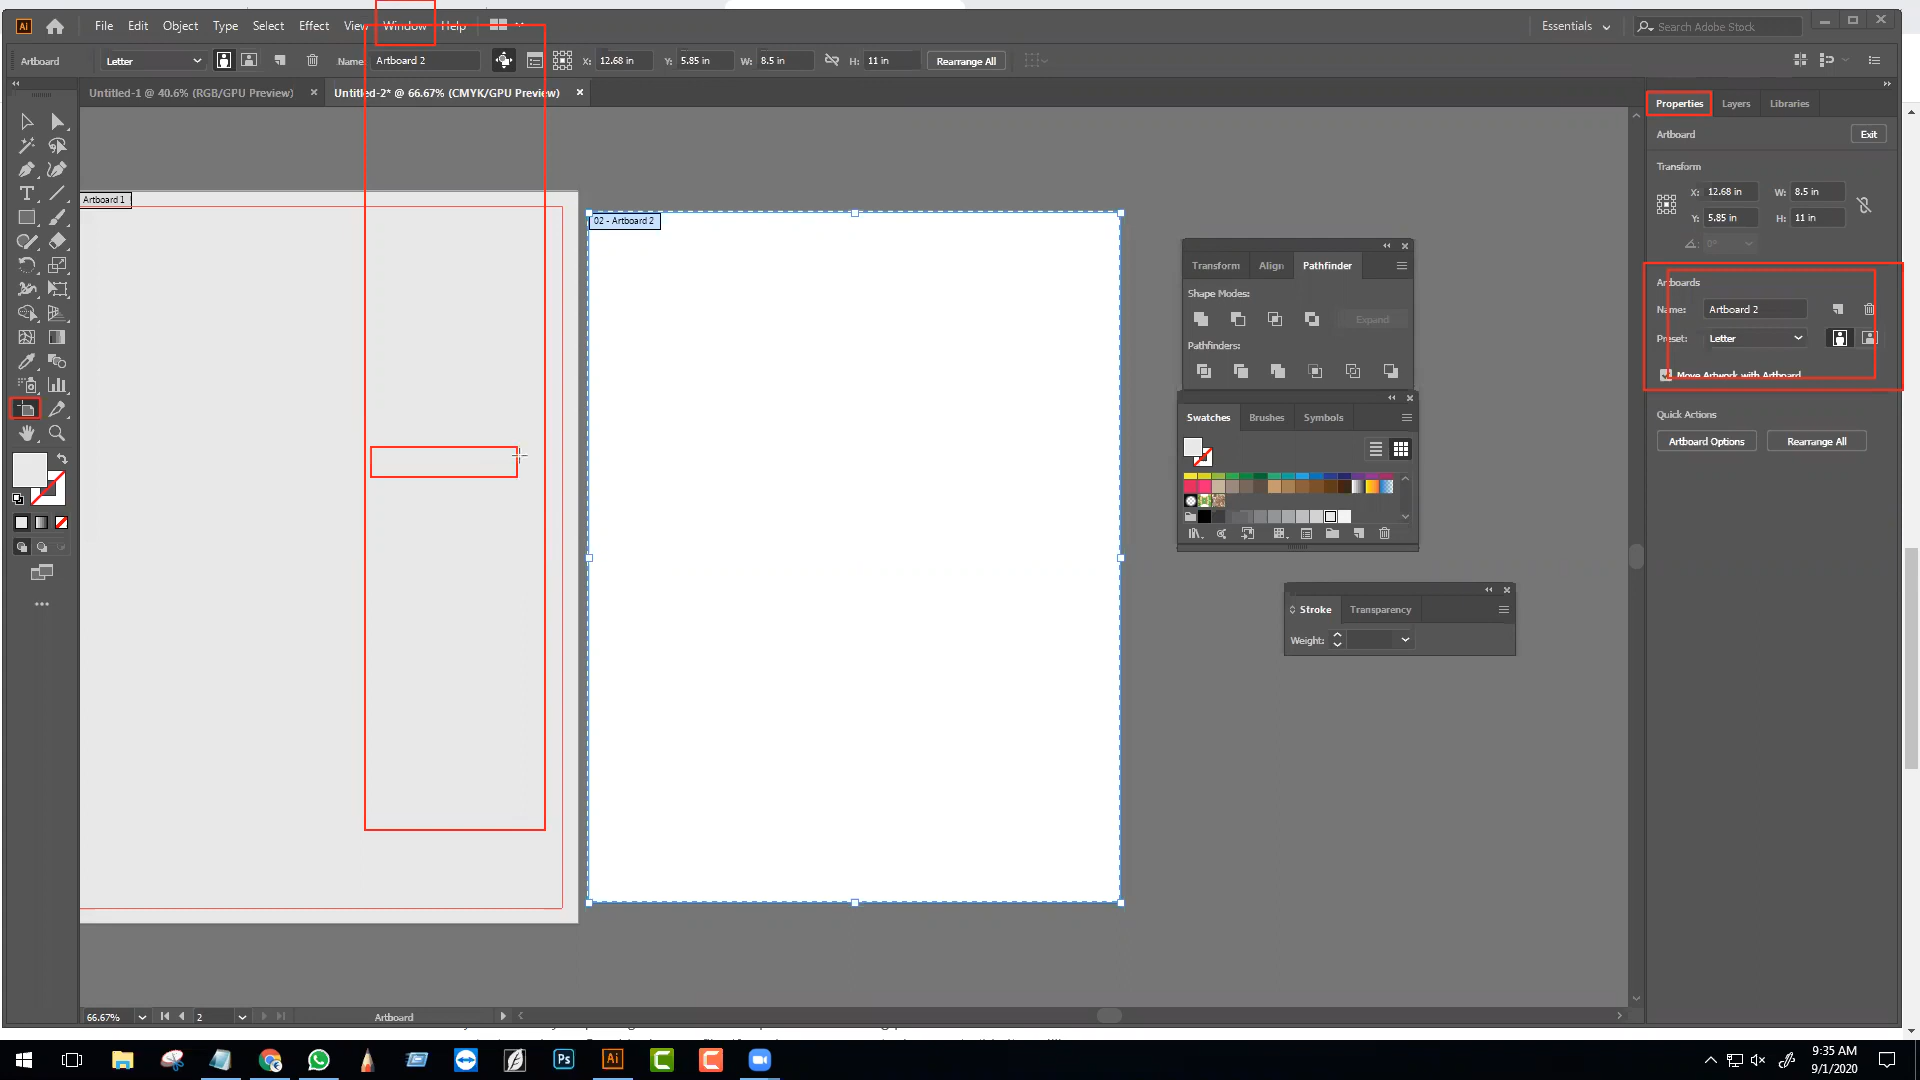 Ai File Edit Object Type Select Effect View Window Help Essentials Search Adobe Stock
Artboard Letter Name: Artboard 2 X: 12.68 in Y: 5.85 in W: 8.5 in H: 11 in Rearrange All
Untitled-1 @ 40.6% (RGB/GPU Preview) Untitled-2* @ 66.67% (CMYK/GPU Preview)
Properties Layers Libraries
Artboard Exit
Transform
X: 12.68 in W: 8.5 in
Y: 5.85 in H: 11 in
0°
Artboards
Name: Artboard 2
Preset: Letter
Move Artwork with Artboard
Quick Actions
Artboard Options Rearrange All
Artboard 1
02 - Artboard 2
Transform Align Pathfinder
Shape Modes:
Expand
Pathfinders:
Swatches Brushes Symbols
Stroke Transparency
Weight:
66.67% 2 Artboard
Ps Ai C C
9:35 AM
9/1/2020